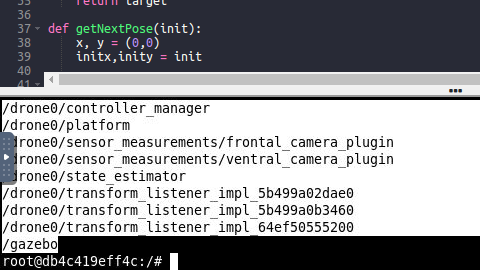 35 return target
36
37 def getNextPose(init):
38 x, y = (0,0)
39 initx,inity = init
40
41
/drone0/controller_manager
/drone0/platform
/drone0/sensor_measurements/frontal_camera_plugin
/drone0/sensor_measurements/ventral_camera_plugin
/drone0/state_estimator
/drone0/transform_listener_impl_5b499a02dae0
/drone0/transform_listener_impl_5b499a0b3460
/drone0/transform_listener_impl_64ef50555200
/gazebo
root@db4c419eff4c:/#